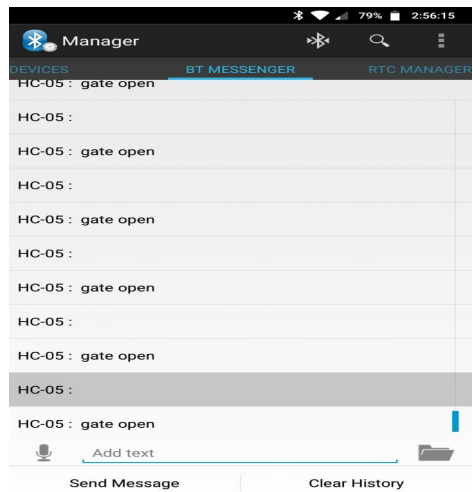 79% 2:56:15
Manager
DEVICES BT MESSENGER RTC MANAGER
HC-05 : gate open
HC-05 :
HC-05 : gate open
HC-05 :
HC-05 : gate open
HC-05 :
HC-05 : gate open
HC-05 :
HC-05 : gate open
HC-05 :
HC-05 : gate open
Add text
Send Message Clear History